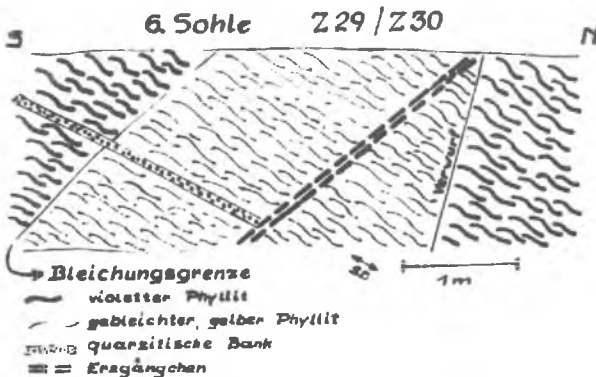 6. Sohle Z29/Z30
S N
Verwurf
1m
Bleichungsgrenze
violetter Phyllit
gebleichter, gelber Phyllit
quarzitische Bank
Erzgängchen